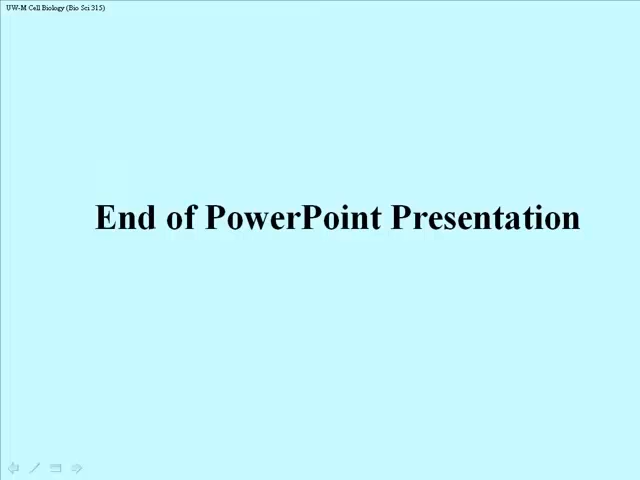 UW-M Cell Biology (Bio Sci 315)
End of PowerPoint Presentation